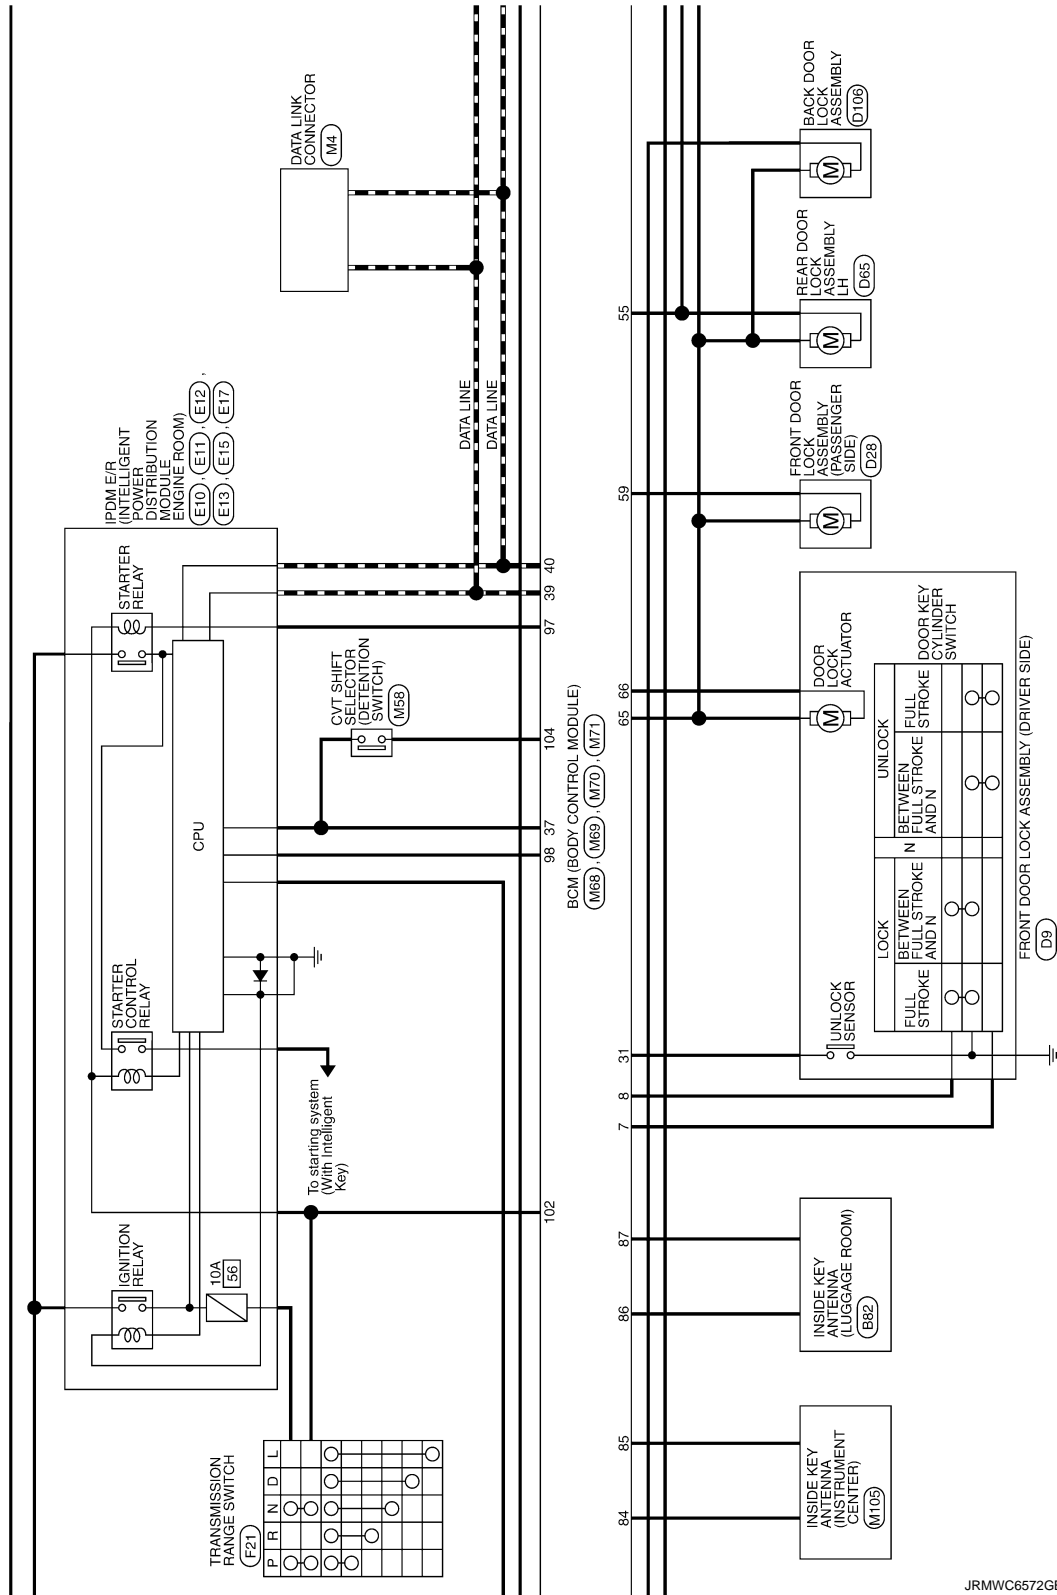 TRANSMISSION
RANGE SWITCH
F21
P R N D L
IGNITION
RELAY
10A
56
STARTER
CONTROL
RELAY
CPU
STARTER
RELAY
IPDM E/R
(INTELLIGENT
POWER
DISTRIBUTION
MODULE
ENGINE ROOM)
E10 , E11 , E12 ,
E13 , E15 , E17
DATA LINK
CONNECTOR
M4
To starting system
(With Intelligent
Key)
CVT SHIFT
SELECTOR
(DETENTION
SWITCH)
M58
DATA LINE
DATA LINE
102
98
37
104
97
39
40
BCM (BODY CONTROL MODULE)
M68 , M69 , M70 , M71
84
85
86
87
7
8
31
65
66
59
55
INSIDE KEY
ANTENNA
(INSTRUMENT
CENTER)
M105
INSIDE KEY
ANTENNA
(LUGGAGE ROOM)
B82
UNLOCK
SENSOR
LOCK
FULL
STROKE
BETWEEN
FULL STROKE
AND N
N
UNLOCK
BETWEEN
FULL STROKE
AND N
FULL
STROKE
DOOR KEY
CYLINDER
SWITCH
M
DOOR
LOCK
ACTUATOR
FRONT DOOR LOCK ASSEMBLY (DRIVER SIDE)
D9
M
FRONT DOOR
LOCK
ASSEMBLY
(PASSENGER
SIDE)
D28
M
REAR DOOR
LOCK
ASSEMBLY
LH
D65
M
BACK DOOR
LOCK
ASSEMBLY
D106
JRMWC6572GI